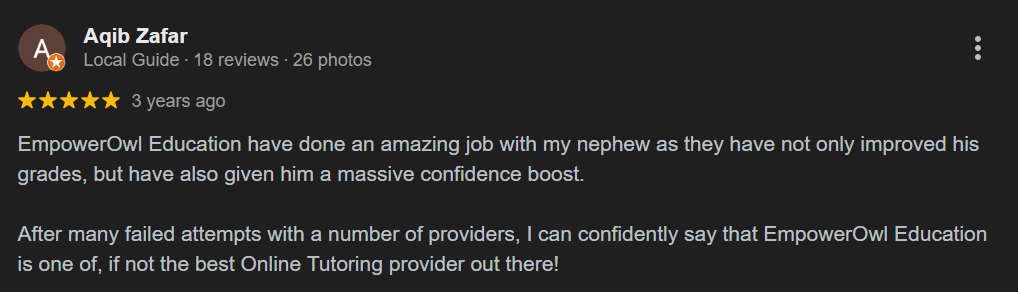 A
Aqib Zafar
Local Guide · 18 reviews · 26 photos
3 years ago
EmpowerOwl Education have done an amazing job with my nephew as they have not only improved his
grades, but have also given him a massive confidence boost.
After many failed attempts with a number of providers, I can confidently say that EmpowerOwl Education
is one of, if not the best Online Tutoring provider out there!